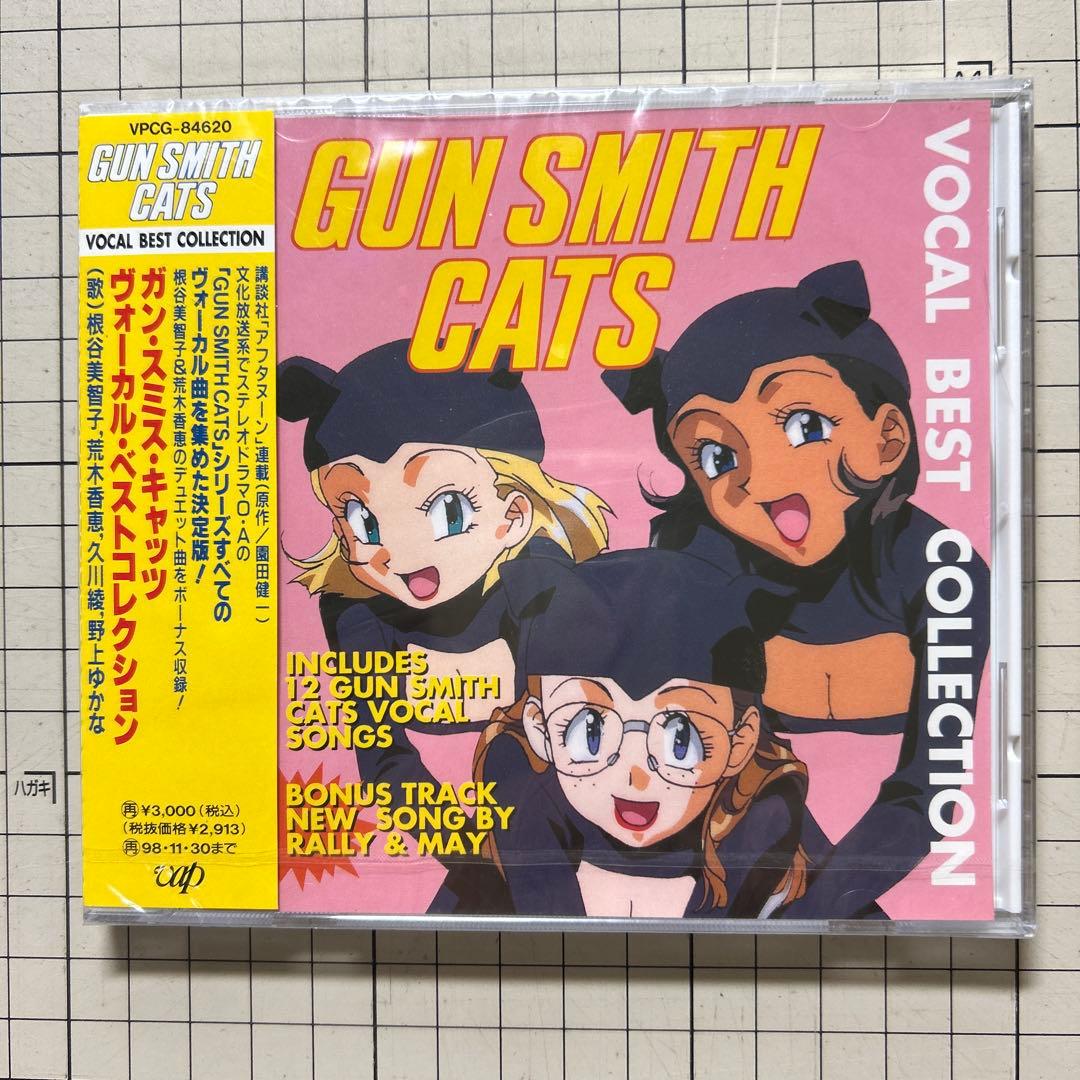 VPCG-84620
GUN SMITH
CATS
VOCAL BEST COLLECTION
講談社「アフタヌーン」連載(原作/園田健一)
文化放送系でステレオドラマO・Aの
「GUN SMITH CATS」シリーズすべての
ヴォーカル曲を集めた決定版!
根谷美智子&荒木香恵のデュエット曲をボーナス収録!
ガン・スミス・キャッツ
ヴォーカル・ベストコレクション
(歌)根谷美智子,荒木香恵,久川綾,野上ゆかな
再¥3,000(税込)
(税抜価格¥2,913)
再98・11・30まで
vap
GUN SMITH
CATS
VOCAL BEST COLLECTION
INCLUDES
12 GUN SMITH
CATS VOCAL
SONGS
BONUS TRACK
NEW SONG BY
RALLY & MAY
A4
ハガキ